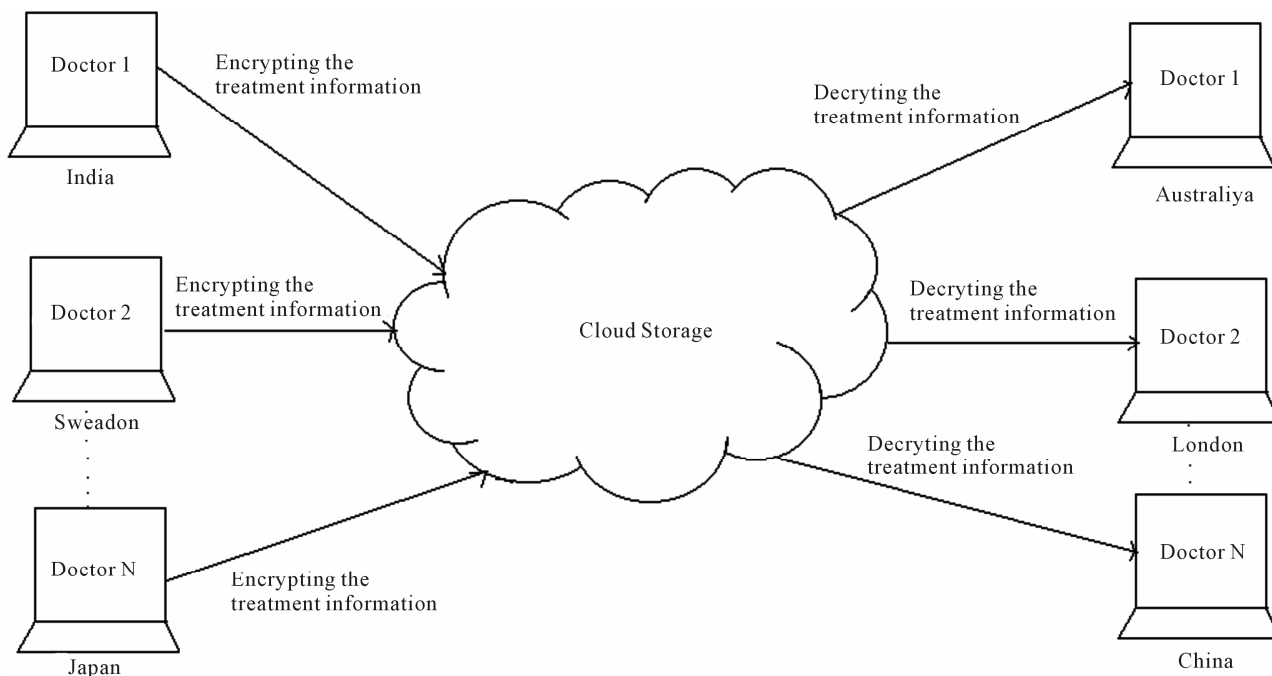 Doctor 1
India
Encrypting the
treatment information
Doctor 2
Sweadon
Encrypting the
treatment information
Doctor N
Japan
Encrypting the
treatment information
Cloud Storage
Decryting the
treatment information
Doctor 1
Australiya
Decryting the
treatment information
Doctor 2
London
Decryting the
treatment information
Doctor N
China